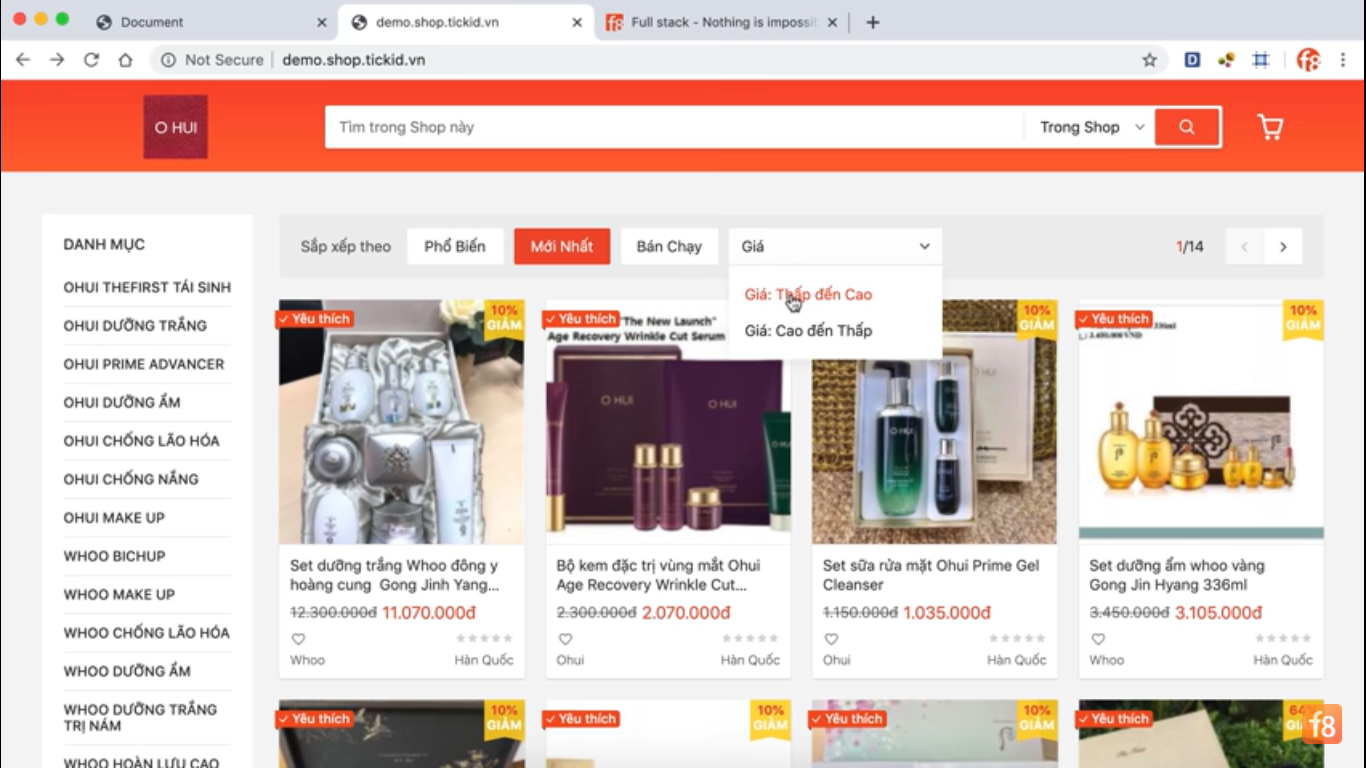 Document
demo.shop.tickid.vn
Full stack - Nothing is impossi
Not Secure
demo.shop.tickid.vn
O HUI
Tìm trong Shop này
Trong Shop
DANH MỤC
OHUI THEFIRST TÁI SINH
OHUI DƯỠNG TRẮNG
OHUI PRIME ADVANCER
OHUI DƯỠNG ẨM
OHUI CHỐNG LÃO HÓA
OHUI CHỐNG NẮNG
OHUI MAKE UP
WHOO BICHUP
WHOO MAKE UP
WHOO CHỐNG LÃO HÓA
WHOO DƯỠNG ẨM
WHOO DƯỠNG TRẮNG
TRỊ NÁM
WHOO HOÀN LƯU CAO
Sắp xếp theo
Phổ Biến
Mới Nhất
Bán Chạy
Giá
Giá: Thấp đến Cao
Giá: Cao đến Thấp
1/14
Yêu thích
10%
GIẢM
Set dưỡng trắng Whoo đông y
hoàng cung Gong Jinh Yang...
12.300.000đ 11.070.000đ
Whoo
Hàn Quốc
Yêu thích
"The New Launch"
Age Recovery Wrinkle Cut Serum
O HUI
O HUI
Bộ kem đặc trị vùng mắt Ohui
Age Recovery Wrinkle Cut...
2.300.000đ 2.070.000đ
Ohui
Hàn Quốc
10%
GIẢM
O HUI
O HUI
Set sữa rửa mặt Ohui Prime Gel
Cleanser
1.150.000đ 1.035.000đ
Ohui
Hàn Quốc
Yêu thích
10%
GIẢM
Set dưỡng ẩm whoo vàng
Gong Jin Hyang 336ml
3.450.000đ 3.105.000đ
Whoo
Hàn Quốc
Yêu thích
10%
GIẢM
Yêu thích
10%
GIẢM
Yêu thích
10%
GIẢM
Yêu thích
64%
f8